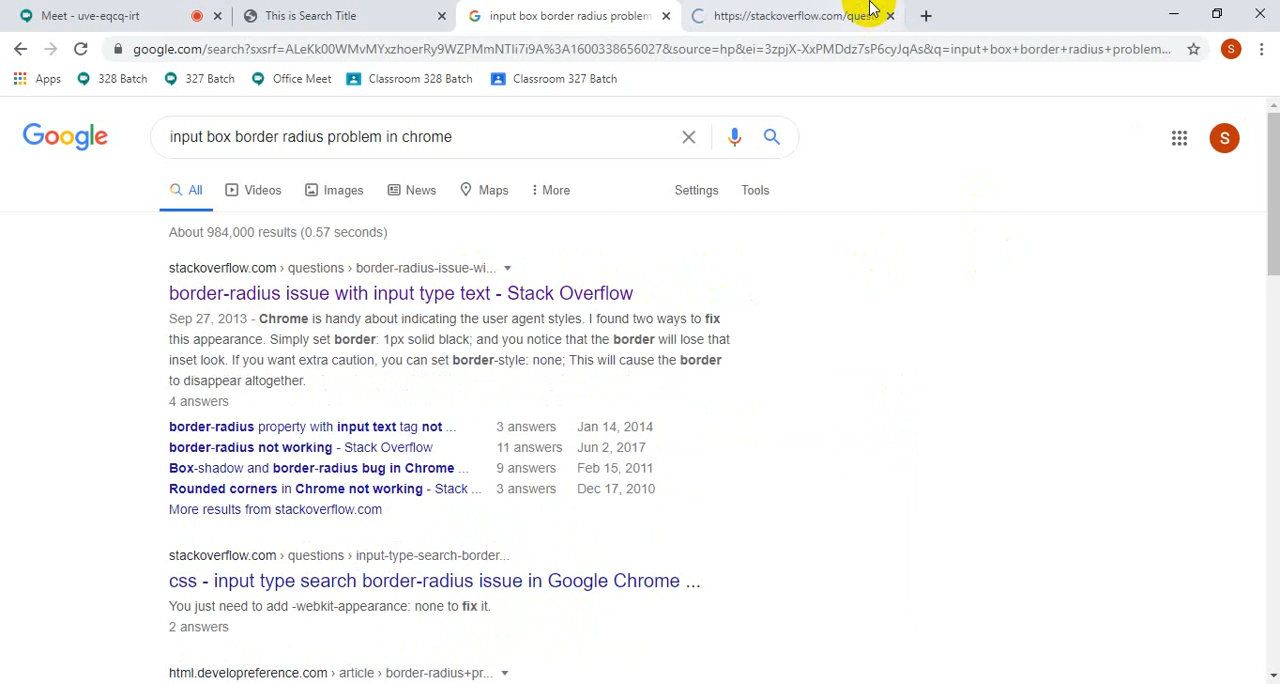 Meet - uve-eqcq-irt
This is Search Title
input box border radius problem
https://stackoverflow.com/ques
google.com/search?sxsrf=ALeKk00WMvMYxzhoerRy9WZPMmNTIi7i9A%3A1600338656027&source=hp&ei=3zpjX-XxPMDdz7sP6cyJqAs&q=input+box+border+radius+problem...
S
Apps
328 Batch
327 Batch
Office Meet
Classroom 328 Batch
Classroom 327 Batch
Google
input box border radius problem in chrome
S
All
Videos
Images
News
Maps
More
Settings
Tools
About 984,000 results (0.57 seconds)
stackoverflow.com › questions › border-radius-issue-wi...
border-radius issue with input type text - Stack Overflow
Sep 27, 2013 - Chrome is handy about indicating the user agent styles. I found two ways to fix
this appearance. Simply set border: 1px solid black; and you notice that the border will lose that
inset look. If you want extra caution, you can set border-style: none; This will cause the border
to disappear altogether.
4 answers
border-radius property with input text tag not ... 3 answers Jan 14, 2014
border-radius not working - Stack Overflow 11 answers Jun 2, 2017
Box-shadow and border-radius bug in Chrome ... 9 answers Feb 15, 2011
Rounded corners in Chrome not working - Stack ... 3 answers Dec 17, 2010
More results from stackoverflow.com
stackoverflow.com › questions › input-type-search-border...
css - input type search border-radius issue in Google Chrome ...
You just need to add -webkit-appearance: none to fix it.
2 answers
html.developreference.com › article › border-radius+pr...